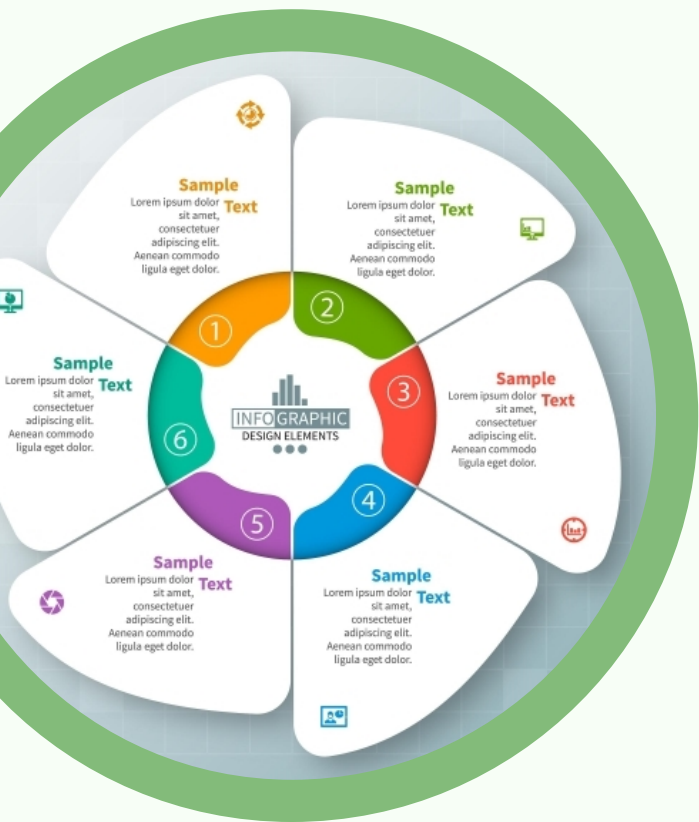 1
Sample
Text
Lorem ipsum dolor
sit amet,
consectetuer
adipiscing elit.
Aenean commodo
ligula eget dolor.
2
Sample
Text
Lorem ipsum dolor
sit amet,
consectetuer
adipiscing elit.
Aenean commodo
ligula eget dolor.
3
Sample
Text
Lorem ipsum dolor
sit amet,
consectetuer
adipiscing elit.
Aenean commodo
ligula eget dolor.
4
Sample
Text
Lorem ipsum dolor
sit amet,
consectetuer
adipiscing elit.
Aenean commodo
ligula eget dolor.
5
Sample
Text
Lorem ipsum dolor
sit amet,
consectetuer
adipiscing elit.
Aenean commodo
ligula eget dolor.
6
Sample
Text
Lorem ipsum dolor
sit amet,
consectetuer
adipiscing elit.
Aenean commodo
ligula eget dolor.
INFOGRAPHIC
DESIGN ELEMENTS